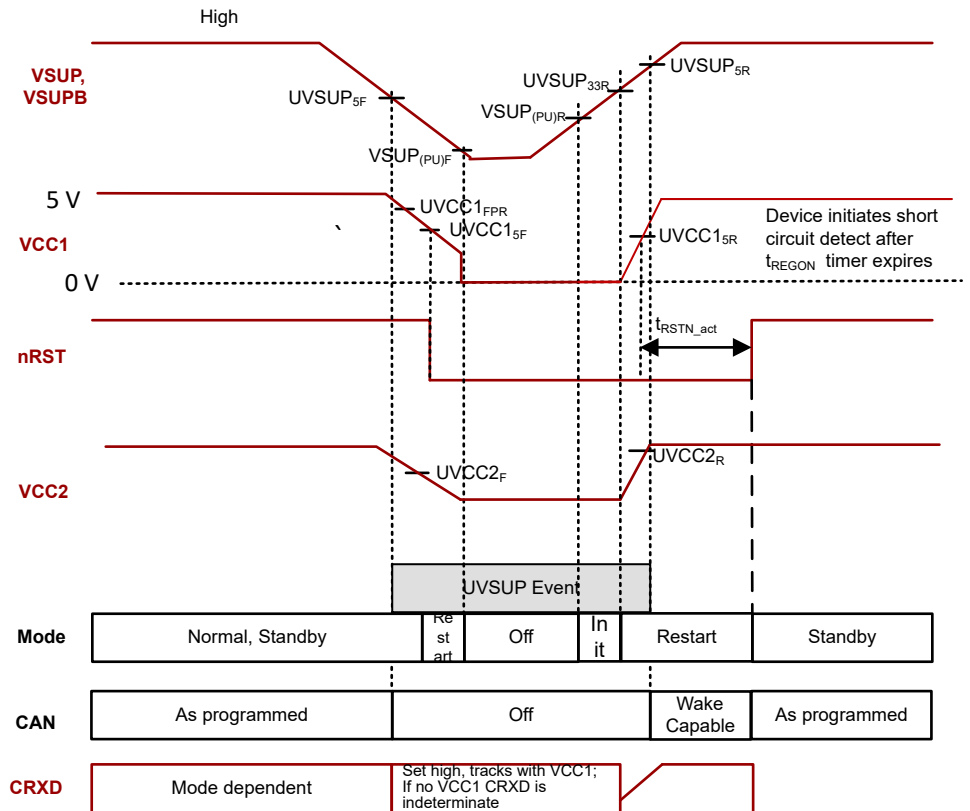 High
VSUP,
VSUPB
UVSUP5F
VSUP(PU)F
VSUP(PU)R
UVSUP33R
UVSUP5R
5 V
VCC1
0 V
`
UVCC1FPR
UVCC15F
UVCC15R
Device initiates short
circuit detect after
tREGON timer expires
nRST
tRSTN_act
VCC2
UVCC2F
UVCC2R
UVSUP Event
Mode
Normal, Standby
Re
st
art
Off
In
it
Restart
Standby
CAN
As programmed
Off
Wake
Capable
As programmed
CRXD
Mode dependent
Set high, tracks with VCC1;
If no VCC1 CRXD is
indeterminate